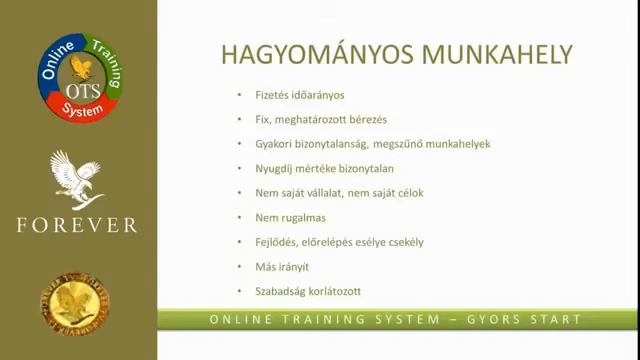 Online Training System
OTS
FOREVER
HAGYOMÁNYOS MUNKAHELY
• Fizetés időarányos
• Fix, meghatározott bérezés
• Gyakori bizonytalanság, megszűnő munkahelyek
• Nyugdíj mértéke bizonytalan
• Nem saját vállalat, nem saját célok
• Nem rugalmas
• Fejlődés, előrelépés esélye csekély
• Más irányít
• Szabadság korlátozott
ONLINE TRAINING SYSTEM – GYORS START